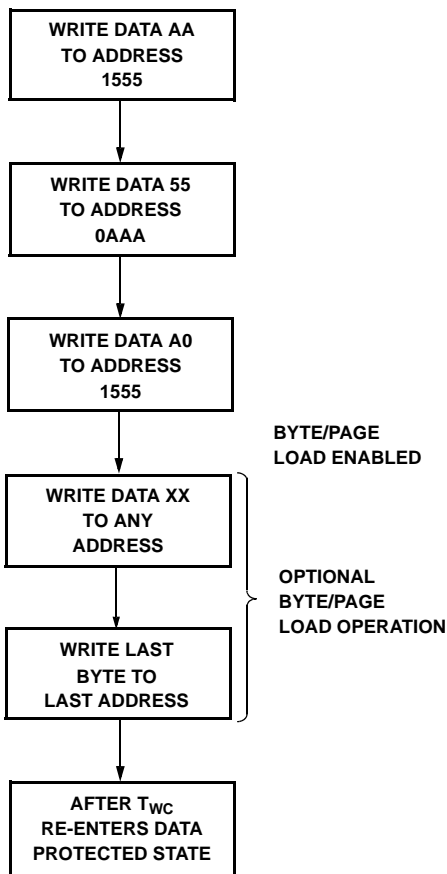 WRITE DATA AA
TO ADDRESS
1555
WRITE DATA 55
TO ADDRESS
0AAA
WRITE DATA A0
TO ADDRESS
1555
BYTE/PAGE
LOAD ENABLED
WRITE DATA XX
TO ANY
ADDRESS
OPTIONAL
BYTE/PAGE
LOAD OPERATION
WRITE LAST
BYTE TO
LAST ADDRESS
AFTER TWC
RE-ENTERS DATA
PROTECTED STATE